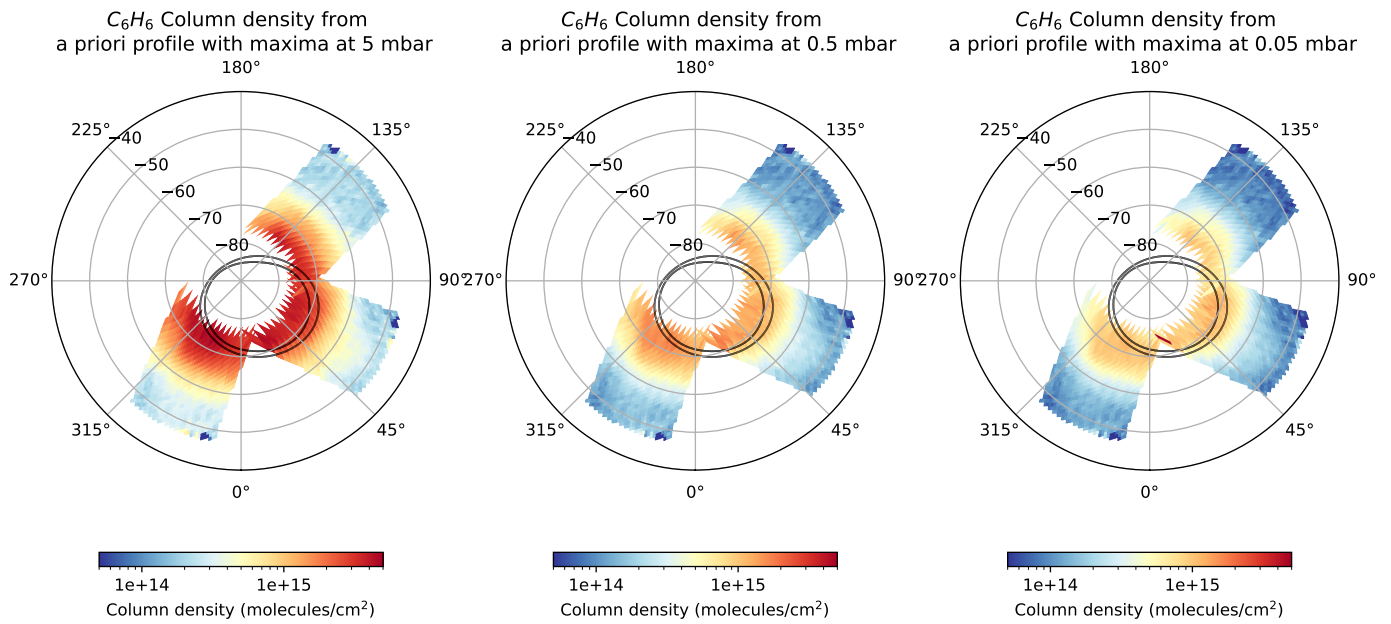 C₆H₆ Column density from
a priori profile with maxima at 5 mbar
180°
225°
135°
−40
−50
−60
−70
−80
270°
90°
315°
45°
0°
1e+14
1e+15
Column density (molecules/cm²)
C₆H₆ Column density from
a priori profile with maxima at 0.5 mbar
180°
225°
135°
−40
−50
−60
−70
−80
270°
90°
315°
45°
0°
1e+14
1e+15
Column density (molecules/cm²)
C₆H₆ Column density from
a priori profile with maxima at 0.05 mbar
180°
225°
135°
−40
−50
−60
−70
−80
270°
90°
315°
45°
0°
1e+14
1e+15
Column density (molecules/cm²)